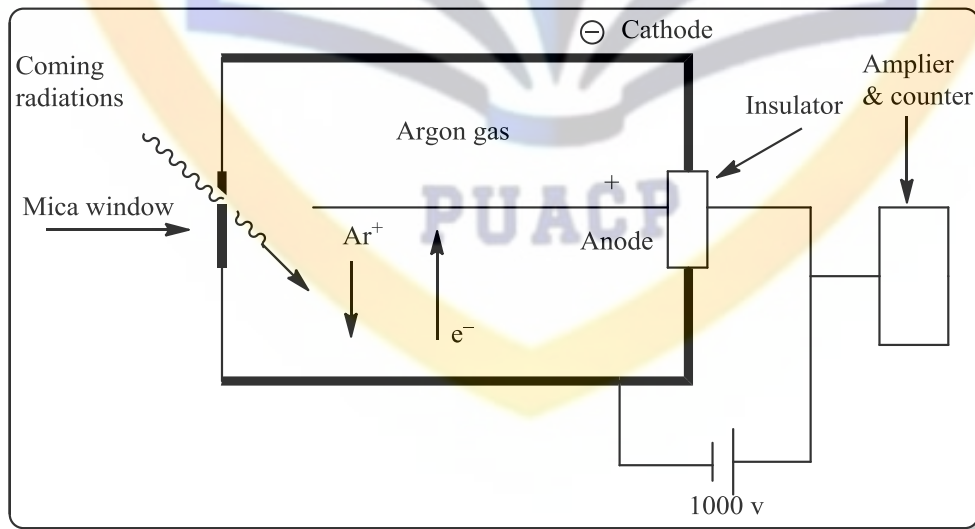 ⊖ Cathode
Coming
radiations
Amplier
& counter
Insulator
Argon gas
+
PUACP
Mica window
Ar⁺
Anode
e⁻
1000 v